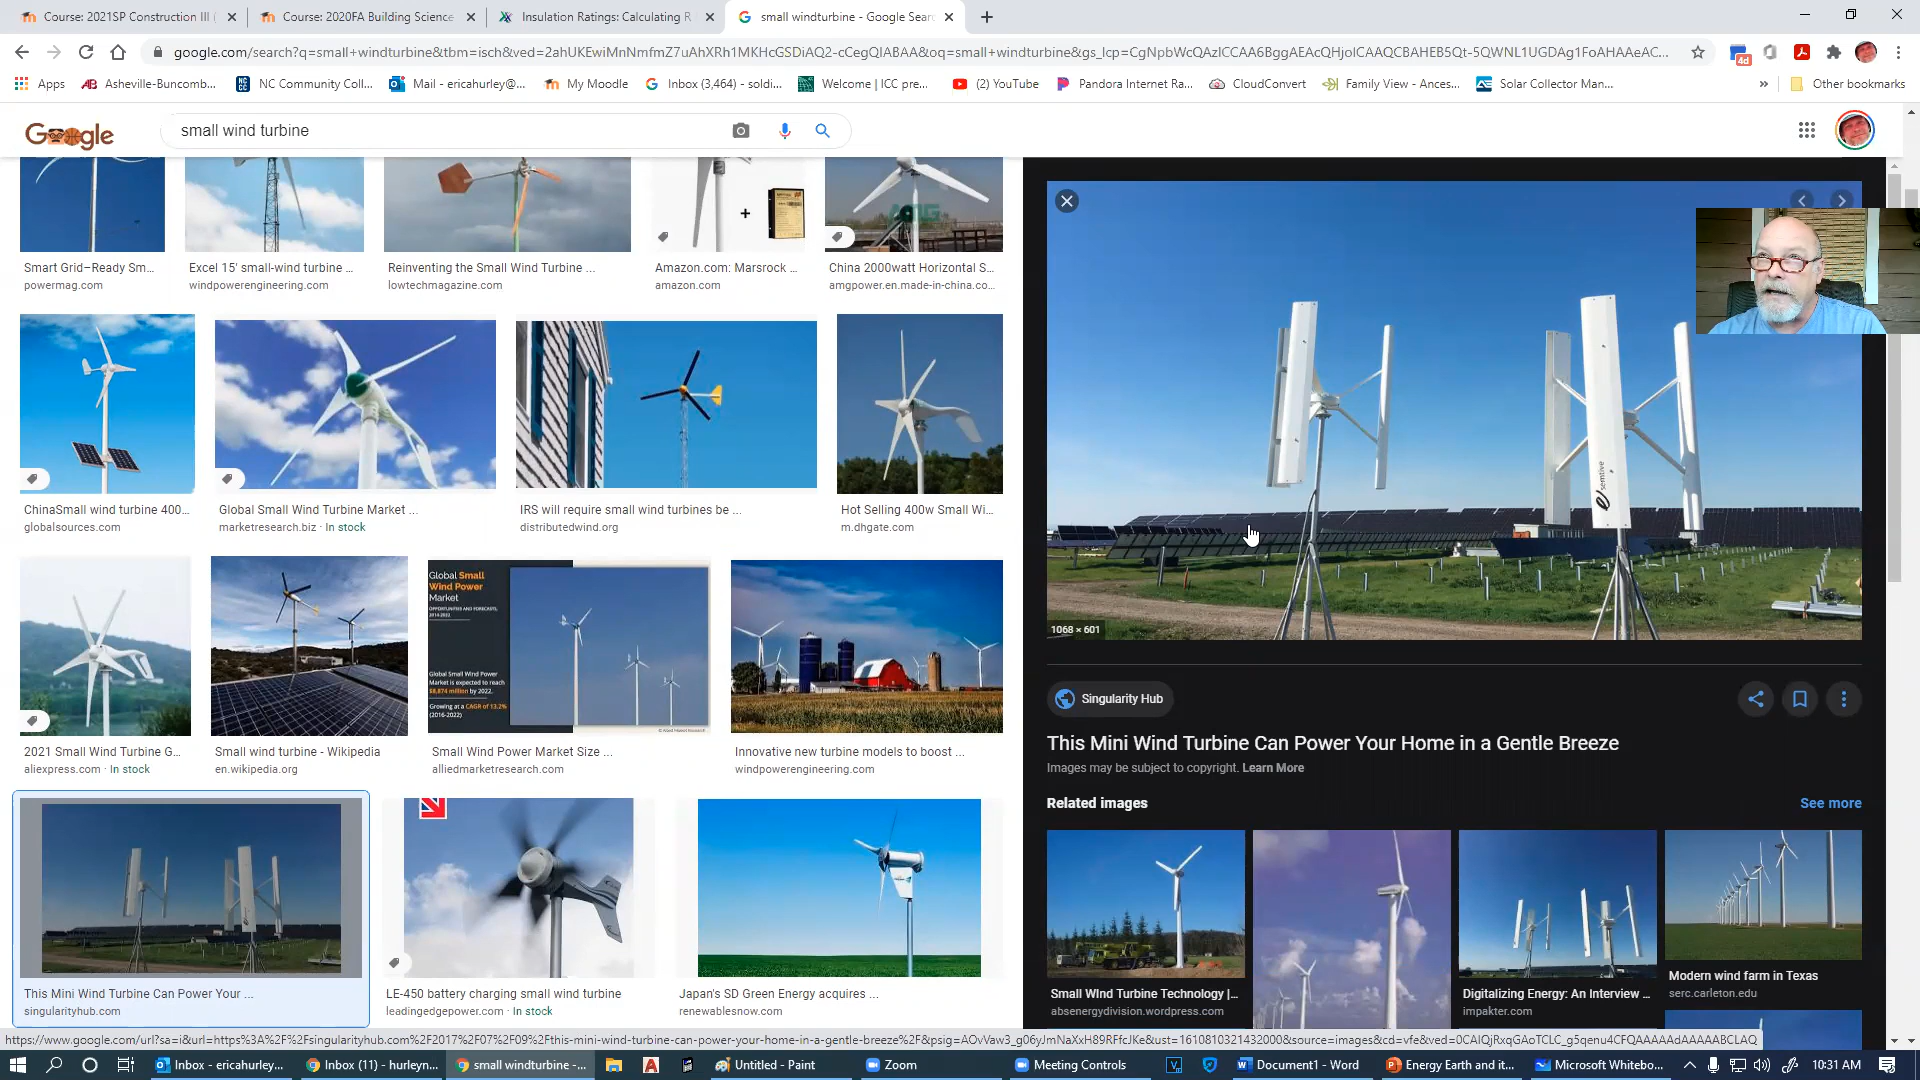 Course: 2021SP Construction III (
Course: 2020FA Building Science
Insulation Ratings: Calculating R
small windturbine - Google Sear
google.com/search?q=small+windturbine&tbm=isch&ved=2ahUKEwiMnNmfmZ7uAhXRh1MKHcGSDiAQ2-cCegQIABAA&oq=small+windturbine&gs_lcp=CgNpbWcQAzICCAA6BggAEAcQHjoICAAQCBAHEB5Qt-5QWNL1UGDAg1FoAHAAeAC...
4d
Apps
AB Asheville-Buncomb...
NC Community Coll...
Mail - ericahurley@...
My Moodle
Inbox (3,464) - soldi...
Welcome | ICC pre...
(2) YouTube
Pandora Internet Ra...
CloudConvert
Family View - Ances...
Solar Collector Man...
Other bookmarks
Google
small wind turbine
Smart Grid–Ready Sm...
powermag.com
Excel 15' small-wind turbine ...
windpowerengineering.com
Reinventing the Small Wind Turbine ...
lowtechmagazine.com
Amazon.com: Marsrock ...
amazon.com
China 2000watt Horizontal S...
amgpower.en.made-in-china.co...
ChinaSmall wind turbine 400...
globalsources.com
Global Small Wind Turbine Market ...
marketresearch.biz · In stock
IRS will require small wind turbines be ...
distributedwind.org
Hot Selling 400w Small Wi...
m.dhgate.com
Global Small
Wind Power
Market
OPPORTUNITIES AND FORECASTS,
2014-2022
Global Small Wind Power
Market is expected to reach
$8,874 million by 2022.
Growing at a CAGR of 13.2%
(2016-2022)
2021 Small Wind Turbine G...
aliexpress.com · In stock
Small wind turbine - Wikipedia
en.wikipedia.org
Small Wind Power Market Size ...
alliedmarketresearch.com
Innovative new turbine models to boost ...
windpowerengineering.com
This Mini Wind Turbine Can Power Your ...
singularityhub.com
LE-450 battery charging small wind turbine
leadingedgepower.com · In stock
Japan's SD Green Energy acquires ...
renewablesnow.com
semtive
1068 × 601
Singularity Hub
This Mini Wind Turbine Can Power Your Home in a Gentle Breeze
Images may be subject to copyright. Learn More
Related images
See more
Small WInd Turbine Technology |...
absenergydivision.wordpress.com
Digitalizing Energy: An Interview ...
impakter.com
Modern wind farm in Texas
serc.carleton.edu
https://www.google.com/url?sa=i&url=https%3A%2F%2Fsingularityhub.com%2F2017%2F07%2F09%2Fthis-mini-wind-turbine-can-power-your-home-in-a-gentle-breeze%2F&psig=AOvVaw3_g06yJmNaXxH89RFfcJKe&ust=1610810321432000&source=images&cd=vfe&ved=0CAIQjRxqGAoTCLC_g5qenu4CFQAAAAAdAAAAABCLAQ
Inbox - ericahurley...
Inbox (11) - hurleyn...
small windturbine -...
Untitled - Paint
Zoom
Meeting Controls
Document1 - Word
Energy Earth and it...
Microsoft Whitebo...
10:31 AM